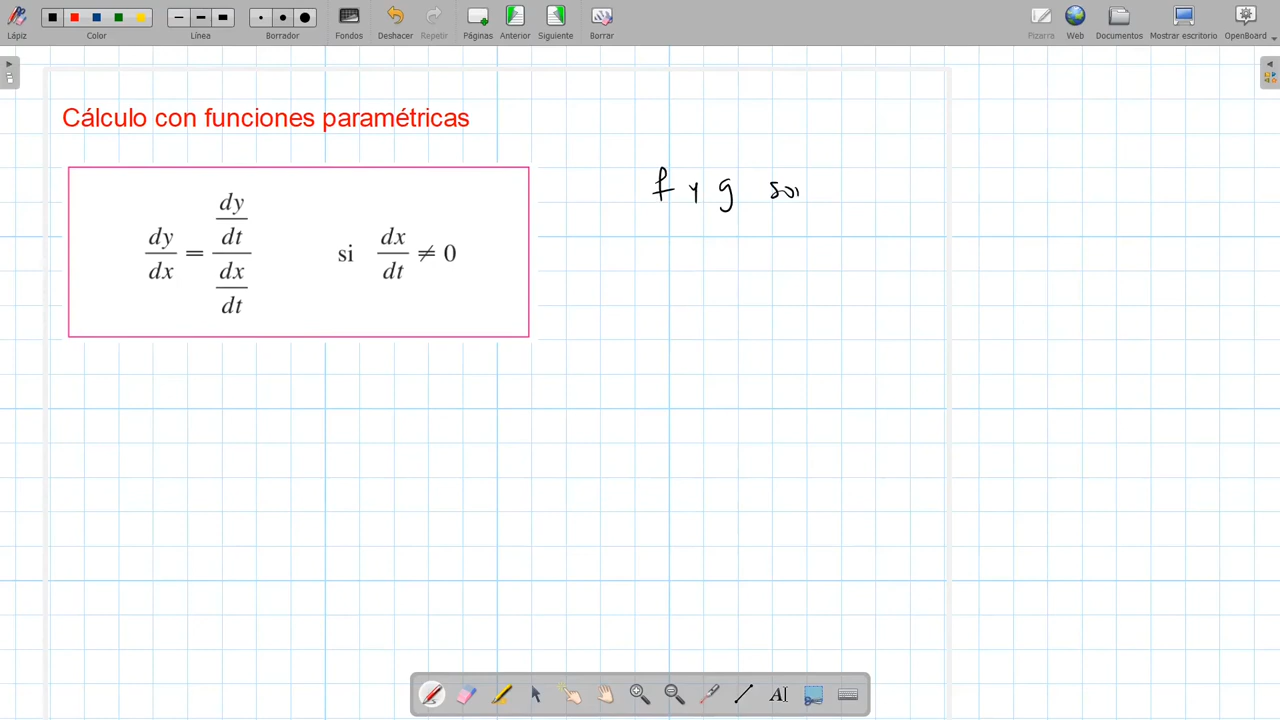 Lápiz
Color
Línea
Borrador
Fondos
Deshacer
Repetir
Páginas
Anterior
Siguiente
Borrar
Pizarra
Web
Documentos
Mostrar escritorio
OpenBoard
Cálculo con funciones paramétricas
dy/dx = (dy/dt)/(dx/dt) si dx/dt ≠ 0
f y g son